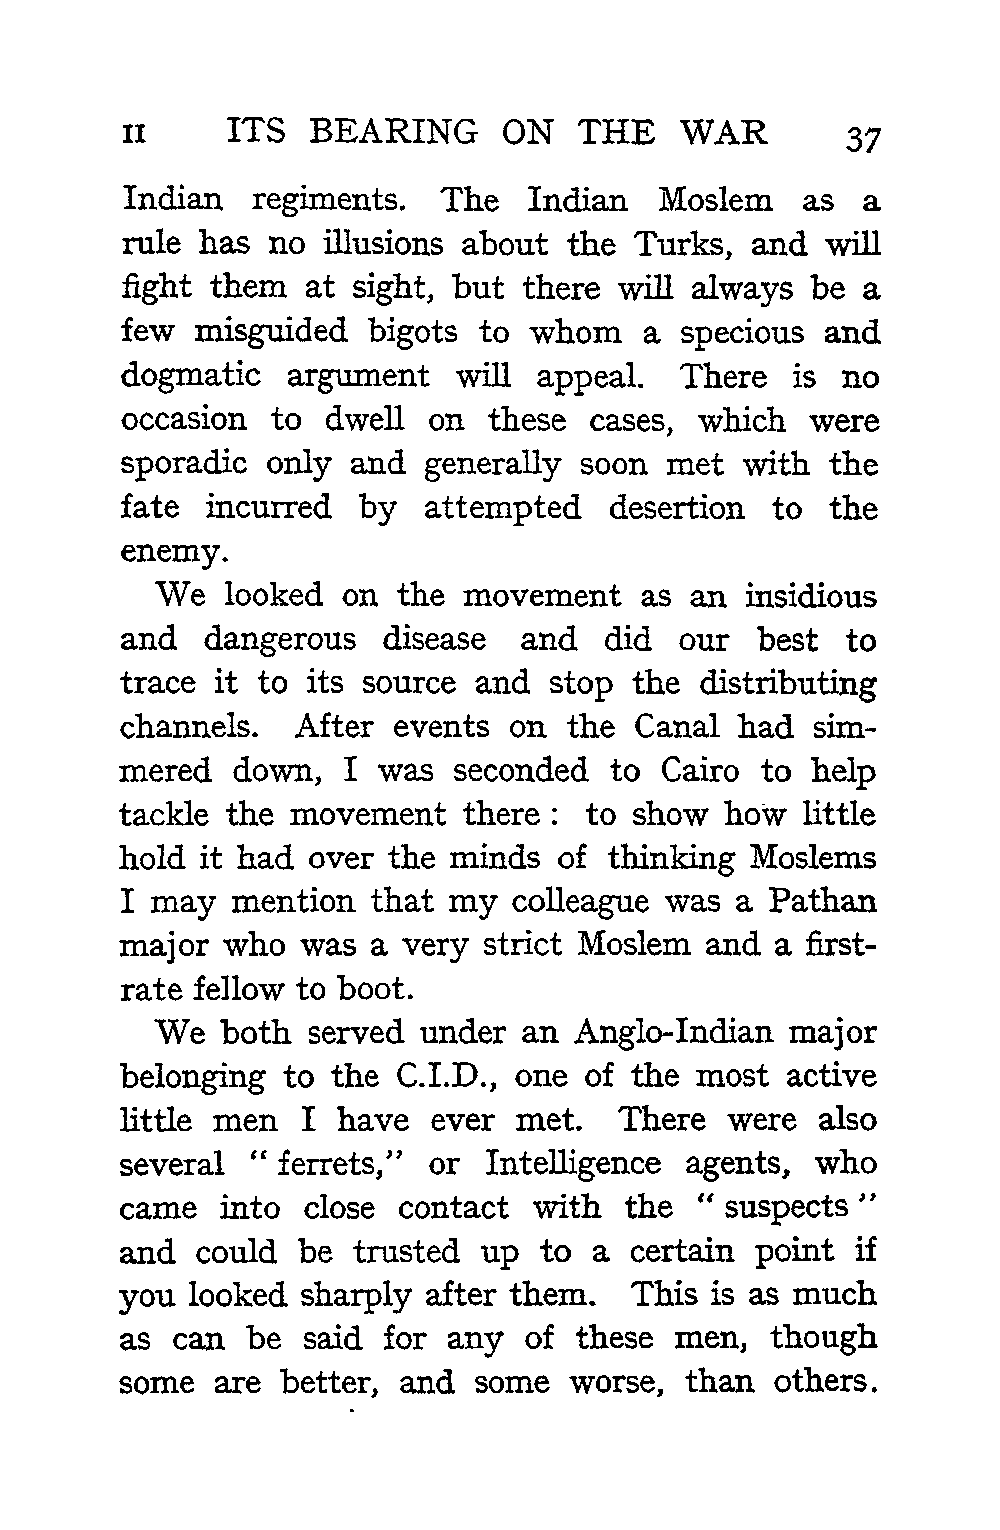 II ITS BEARING ON THE WAR 37
Indian regiments. The Indian Moslem as a
rule has no illusions about the Turks, and will
fight them at sight, but there will always be a
few misguided bigots to whom a specious and
dogmatic argument will appeal. There is no
occasion to dwell on these cases, which were
sporadic only and generally soon met with the
fate incurred by attempted desertion to the
enemy.
We looked on the movement as an insidious
and dangerous disease and did our best to
trace it to its source and stop the distributing
channels. After events on the Canal had sim-
mered down, I was seconded to Cairo to help
tackle the movement there : to show how little
hold it had over the minds of thinking Moslems
I may mention that my colleague was a Pathan
major who was a very strict Moslem and a first-
rate fellow to boot.
We both served under an Anglo-Indian major
belonging to the C.I.D., one of the most active
little men I have ever met. There were also
several “ ferrets,” or Intelligence agents, who
came into close contact with the “ suspects ”
and could be trusted up to a certain point if
you looked sharply after them. This is as much
as can be said for any of these men, though
some are better, and some worse, than others.